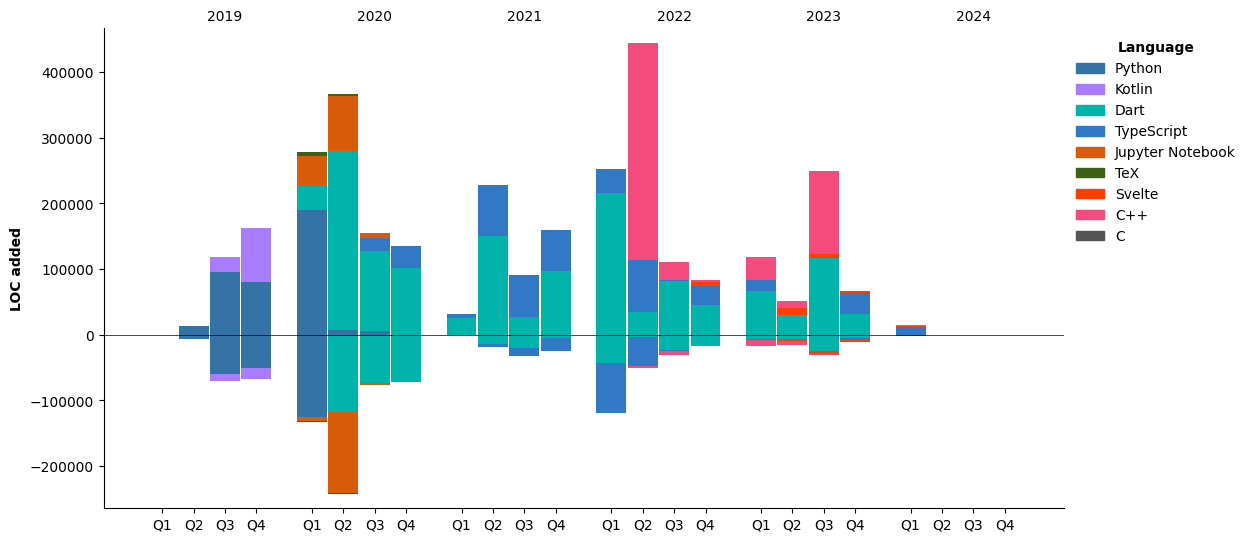 2019 2020 2021 2022 2023 2024
Language
Python
Kotlin
Dart
TypeScript
Jupyter Notebook
TeX
Svelte
C++
C
LOC added
400000
300000
200000
100000
0
−100000
−200000
Q1 Q2 Q3 Q4 Q1 Q2 Q3 Q4 Q1 Q2 Q3 Q4 Q1 Q2 Q3 Q4 Q1 Q2 Q3 Q4 Q1 Q2 Q3 Q4